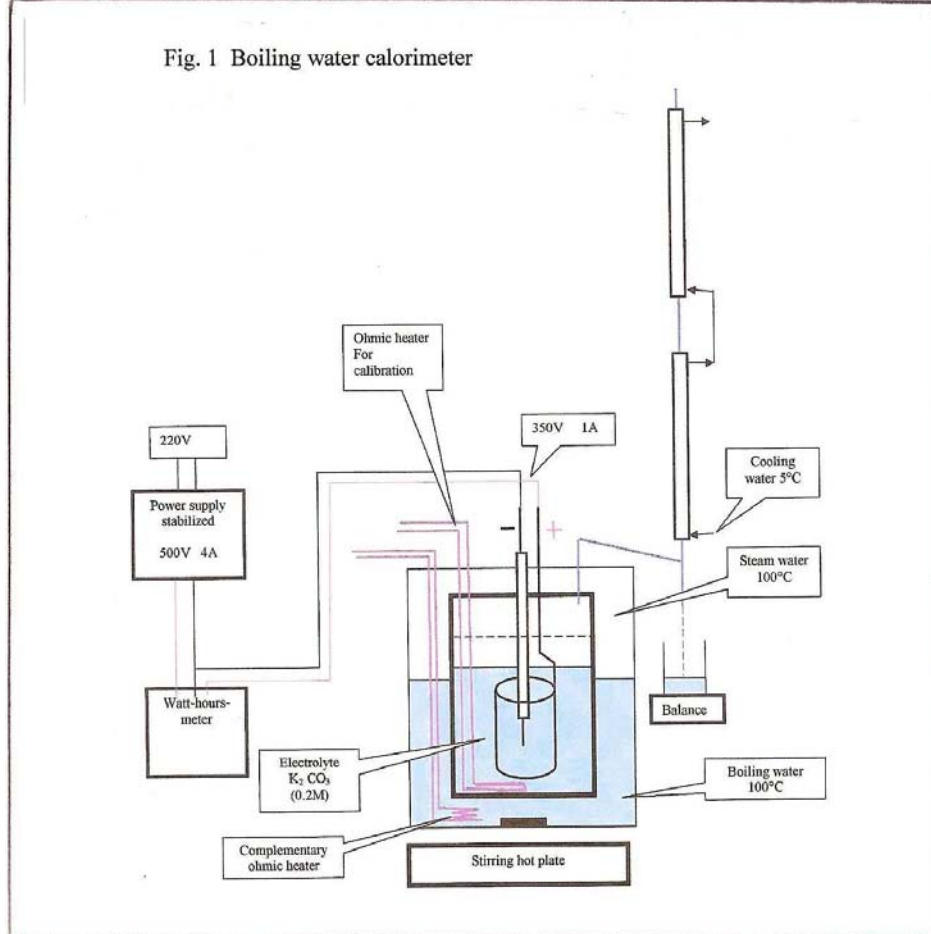 Fig. 1 Boiling water calorimeter
Ohmic heater
For
calibration
350V 1A
220V
Cooling
water 5°C
Power supply
stabilized
500V 4A
- +
Steam water
100°C
Watt-hours-
meter
Balance
Electrolyte
K₂ CO₃
(0.2M)
Boiling water
100°C
Complementary
ohmic heater
Stirring hot plate